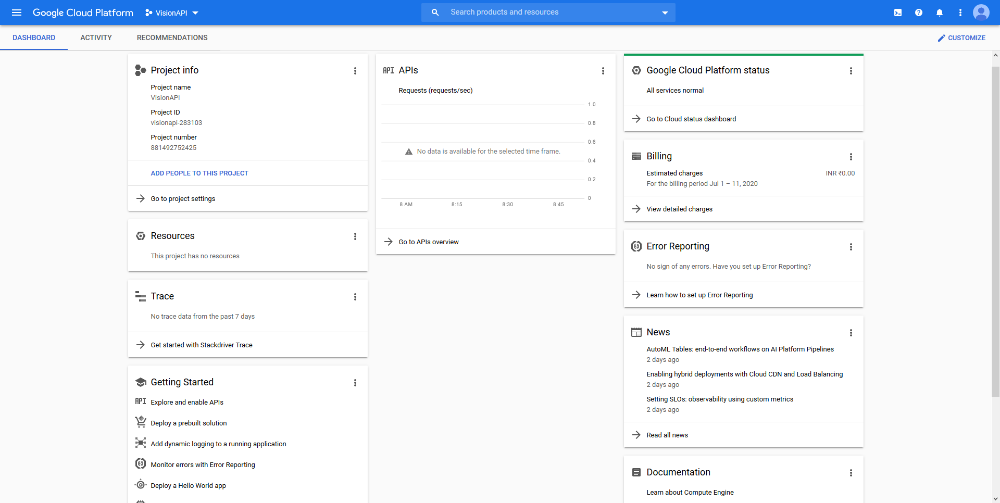 Google Cloud Platform
VisionAPI
Search products and resources
DASHBOARD
ACTIVITY
RECOMMENDATIONS
CUSTOMIZE
Project info
Project name
VisionAPI
Project ID
visionapi-283103
Project number
881492752425
ADD PEOPLE TO THIS PROJECT
Go to project settings
Resources
This project has no resources
Trace
No trace data from the past 7 days
Get started with Stackdriver Trace
Getting Started
API Explore and enable APIs
Deploy a prebuilt solution
Add dynamic logging to a running application
Monitor errors with Error Reporting
Deploy a Hello World app
API APIs
Requests (requests/sec)
1.0
0.8
0.6
No data is available for the selected time frame.
0.4
0.2
0
8 AM 8:15 8:30 8:45
Go to APIs overview
Google Cloud Platform status
All services normal
Go to Cloud status dashboard
Billing
Estimated charges INR ₹0.00
For the billing period Jul 1 – 11, 2020
View detailed charges
Error Reporting
No sign of any errors. Have you set up Error Reporting?
Learn how to set up Error Reporting
News
AutoML Tables: end-to-end workflows on AI Platform Pipelines
2 days ago
Enabling hybrid deployments with Cloud CDN and Load Balancing
2 days ago
Setting SLOs: observability using custom metrics
2 days ago
Read all news
Documentation
Learn about Compute Engine